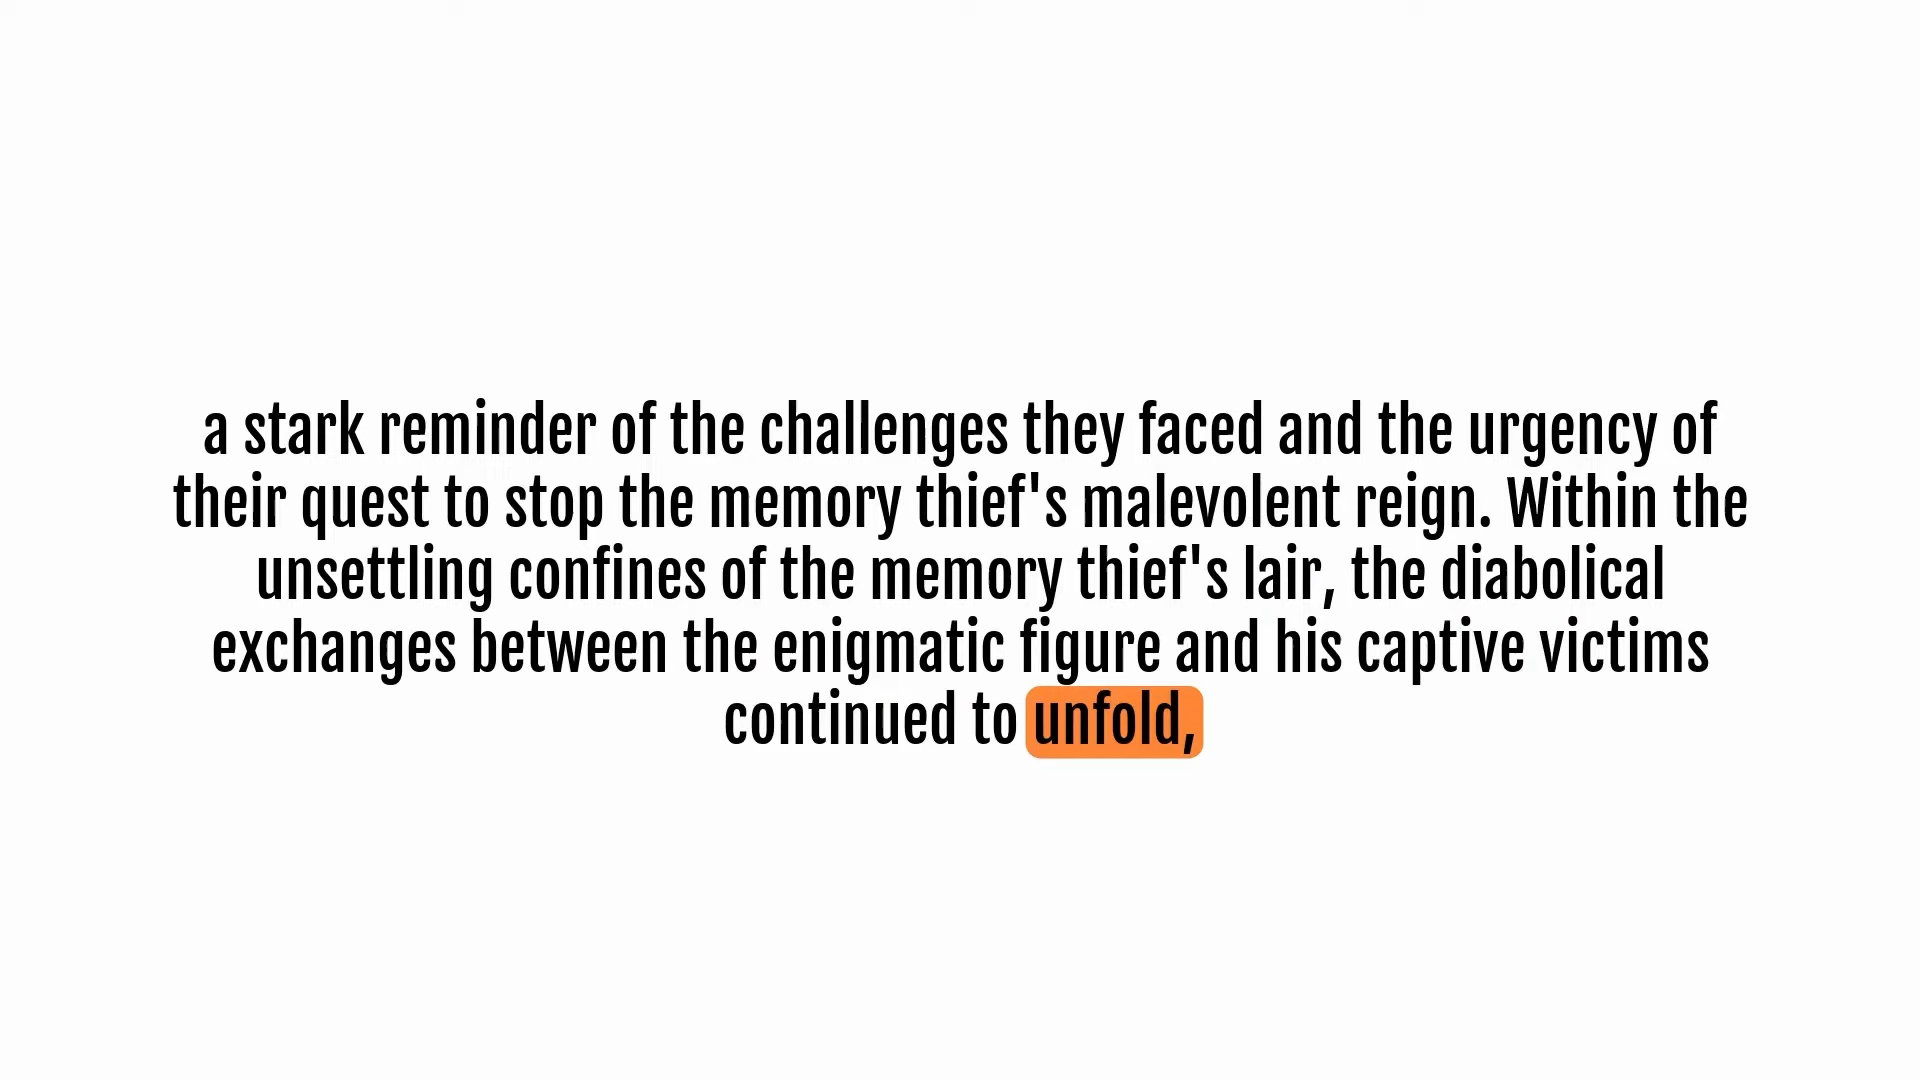 a stark reminder of the challenges they faced and the urgency of
their quest to stop the memory thief's malevolent reign. Within the
unsettling confines of the memory thief's lair, the diabolical
exchanges between the enigmatic figure and his captive victims
continued to unfold,